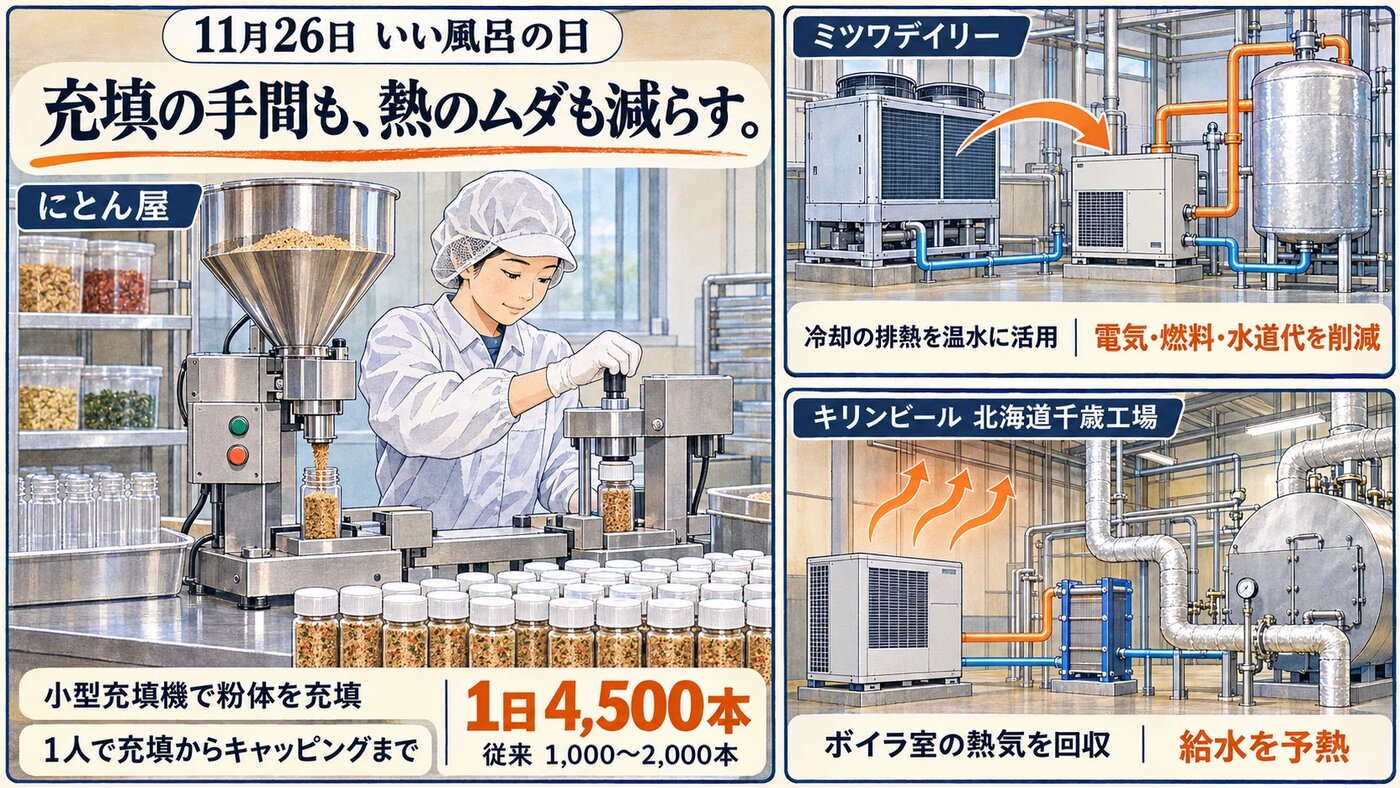 11月26日 いい風呂の日
充填の手間も、熱のムダも減らす。
にとん屋
小型充填機で粉体を充填
1人で充填からキャッピングまで
1日4,500本
従来 1,000〜2,000本
ミツワデイリー
冷却の排熱を温水に活用
電気・燃料・水道代を削減
キリンビール 北海道千歳工場
ボイラ室の熱気を回収
給水を予熱